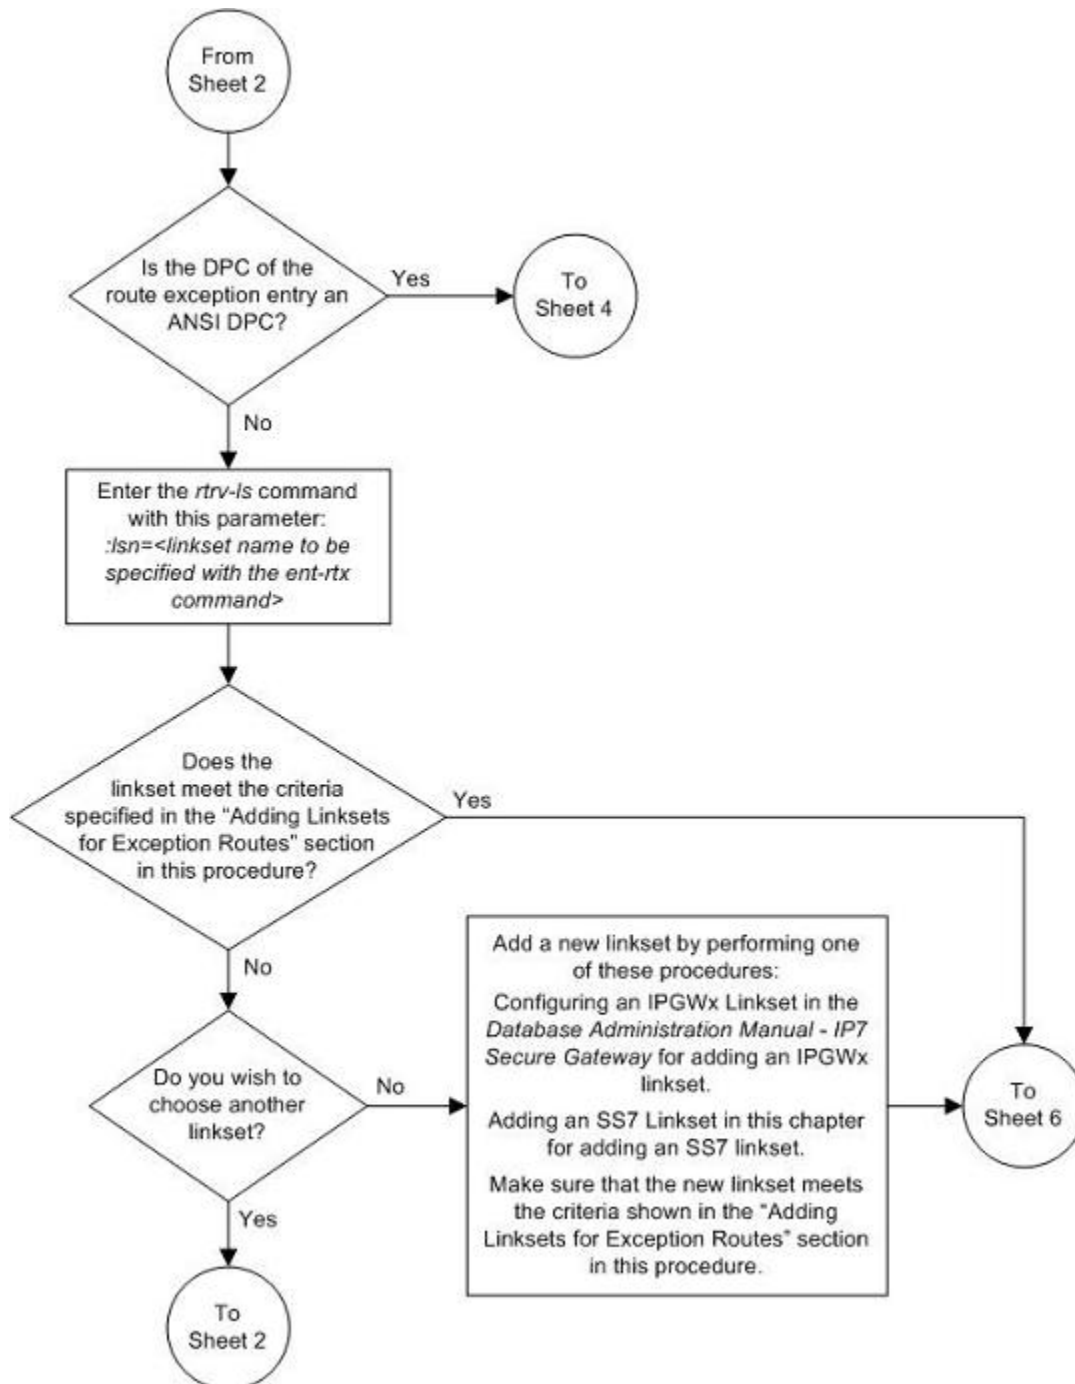 From
Sheet 2
Is the DPC of the
route exception entry an
ANSI DPC?
Yes
To
Sheet 4
No
Enter the rtrv-ls command
with this parameter:
:lsn=<linkset name to be
specified with the ent-rtx
command>
Does the
linkset meet the criteria
specified in the “Adding Linksets
for Exception Routes” section
in this procedure?
Yes
No
Do you wish to
choose another
linkset?
No
Add a new linkset by performing one
of these procedures:
Configuring an IPGWx Linkset in the
Database Administration Manual - IP7
Secure Gateway for adding an IPGWx
linkset.
Adding an SS7 Linkset in this chapter
for adding an SS7 linkset.
Make sure that the new linkset meets
the criteria shown in the “Adding
Linksets for Exception Routes” section
in this procedure.
To
Sheet 6
Yes
To
Sheet 2